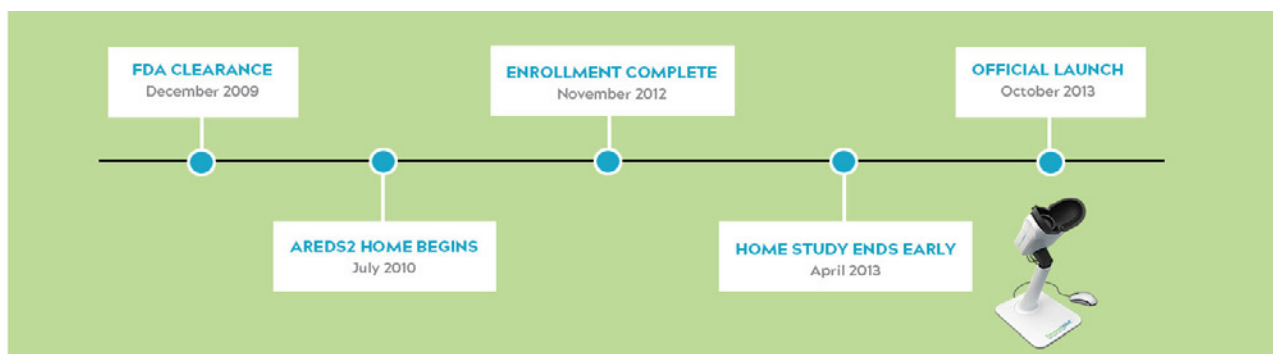 FDA CLEARANCE
December 2009
ENROLLMENT COMPLETE
November 2012
OFFICIAL LAUNCH
October 2013
AREDS2 HOME BEGINS
July 2010
HOME STUDY ENDS EARLY
April 2013